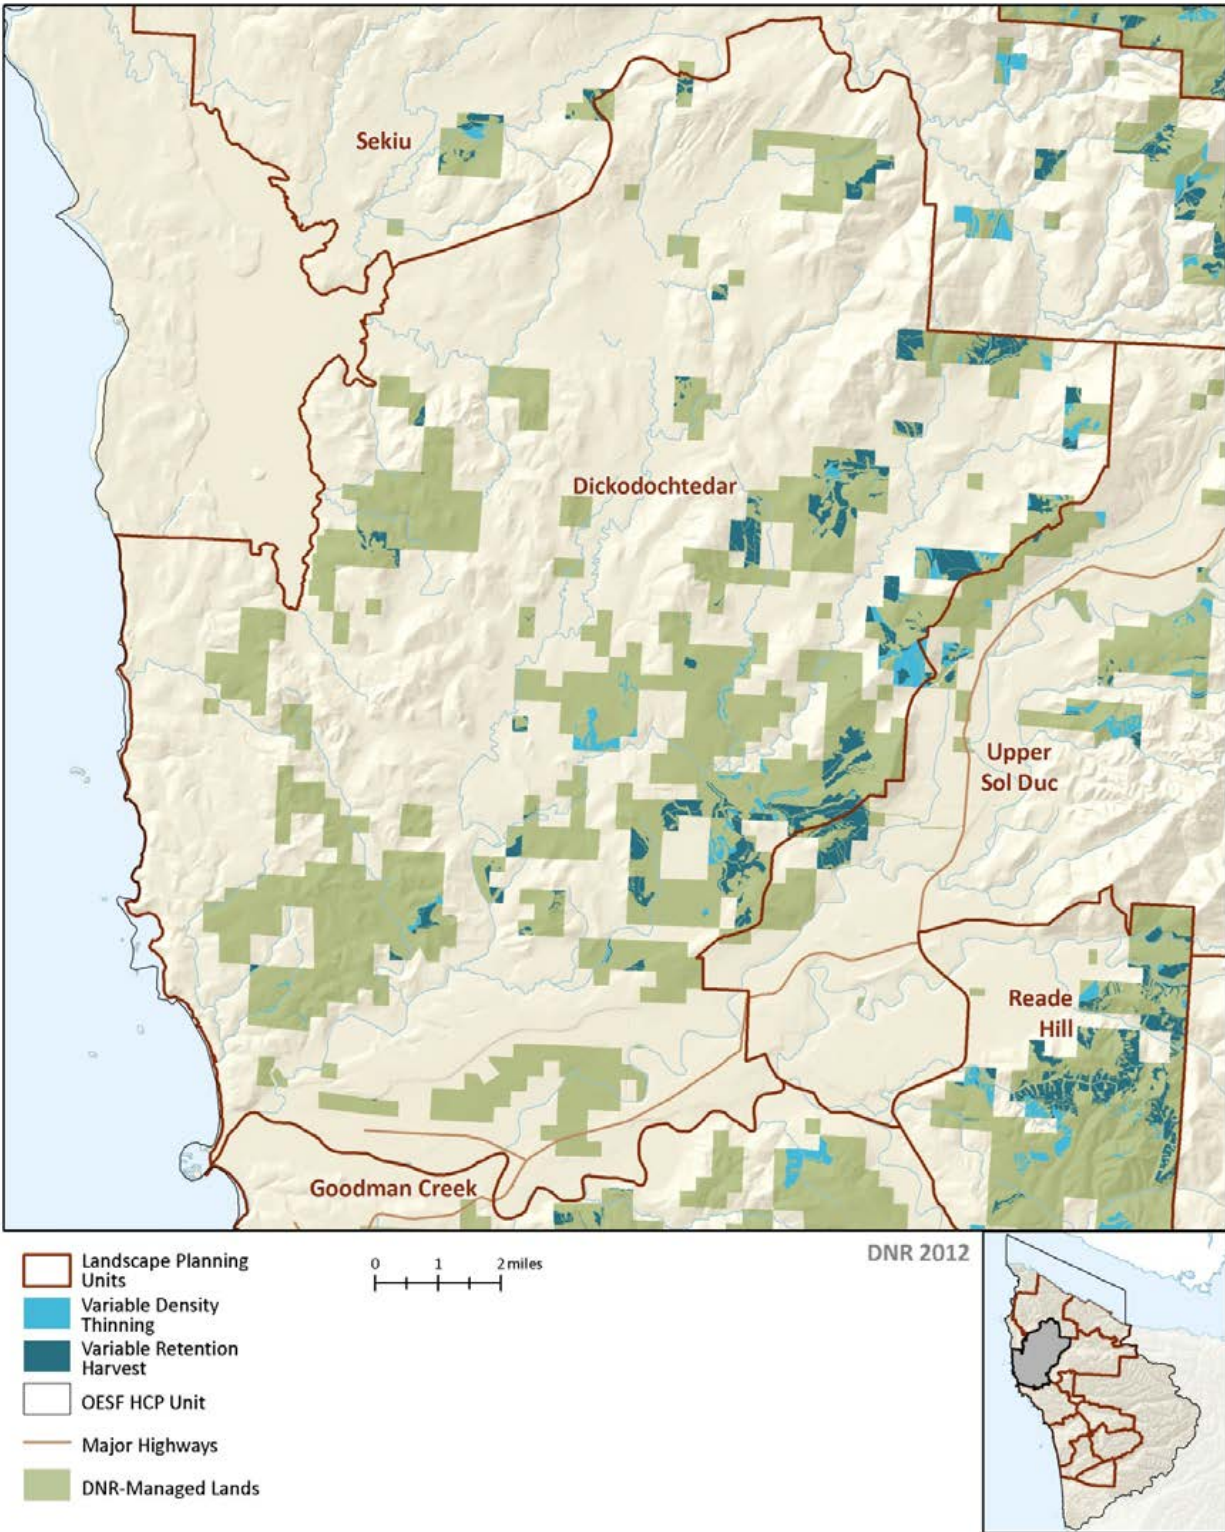 Sekiu
Dickodochtedar
Upper
Sol Duc
Reade
Hill
Goodman Creek
Landscape Planning
Units
Variable Density
Thinning
Variable Retention
Harvest
OESF HCP Unit
Major Highways
DNR-Managed Lands
0 1 2 miles
DNR 2012